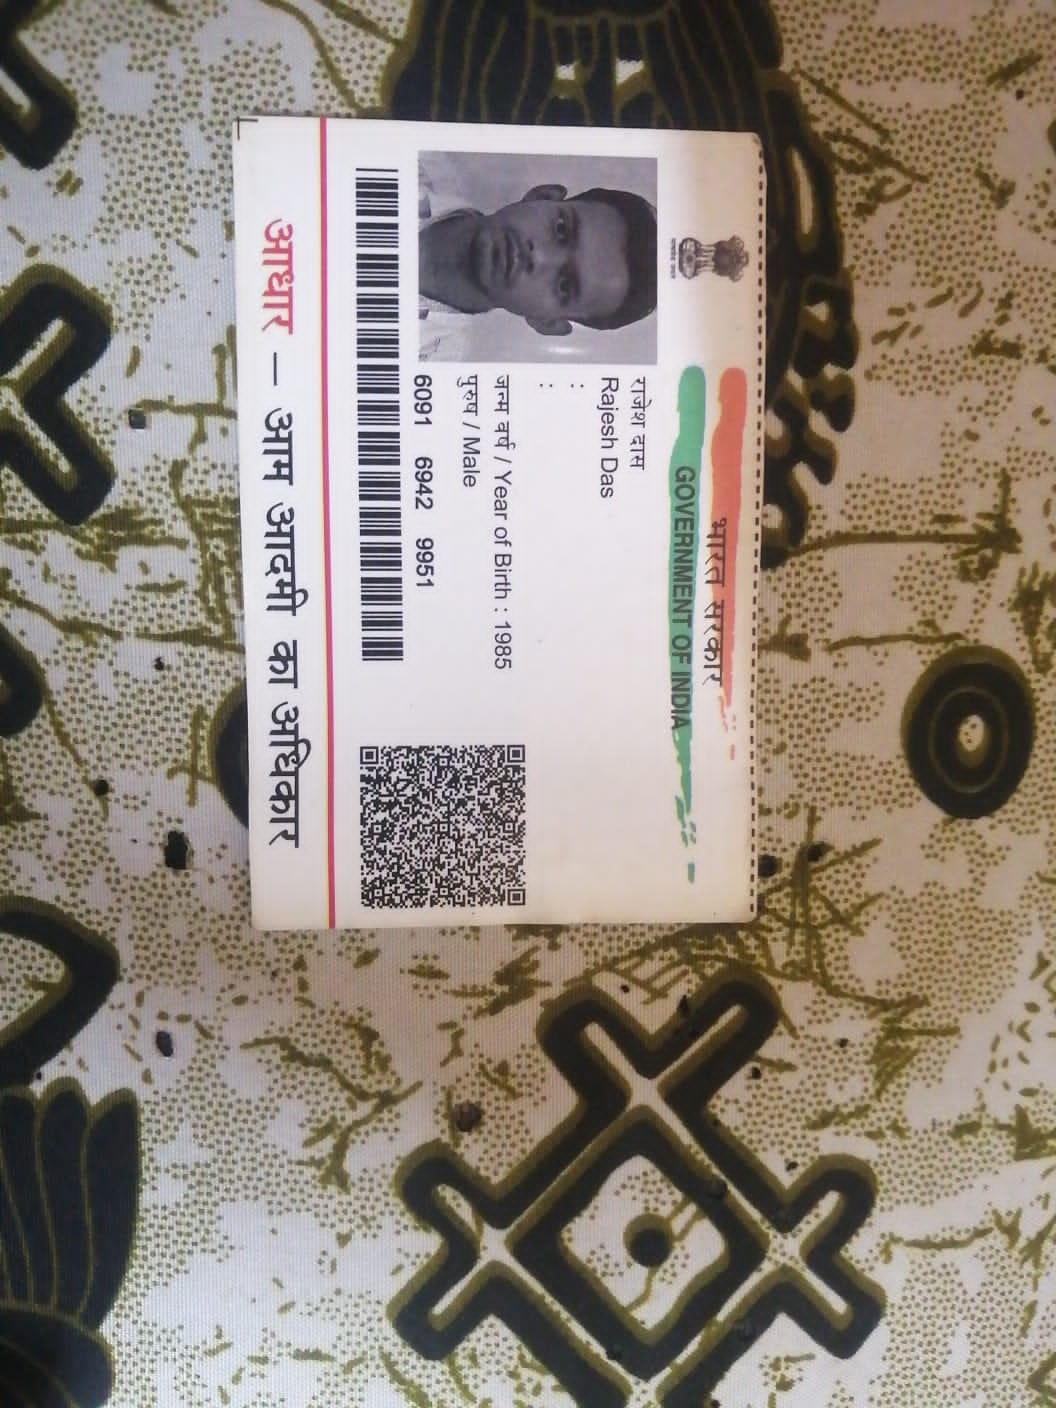 भारत सरकार
GOVERNMENT OF INDIA
राजेश दास
Rajesh Das
:
:
जन्म वर्ष / Year of Birth : 1985
पुरुष / Male
6091 6942 9951
आधार – आम आदमी का अधिकार